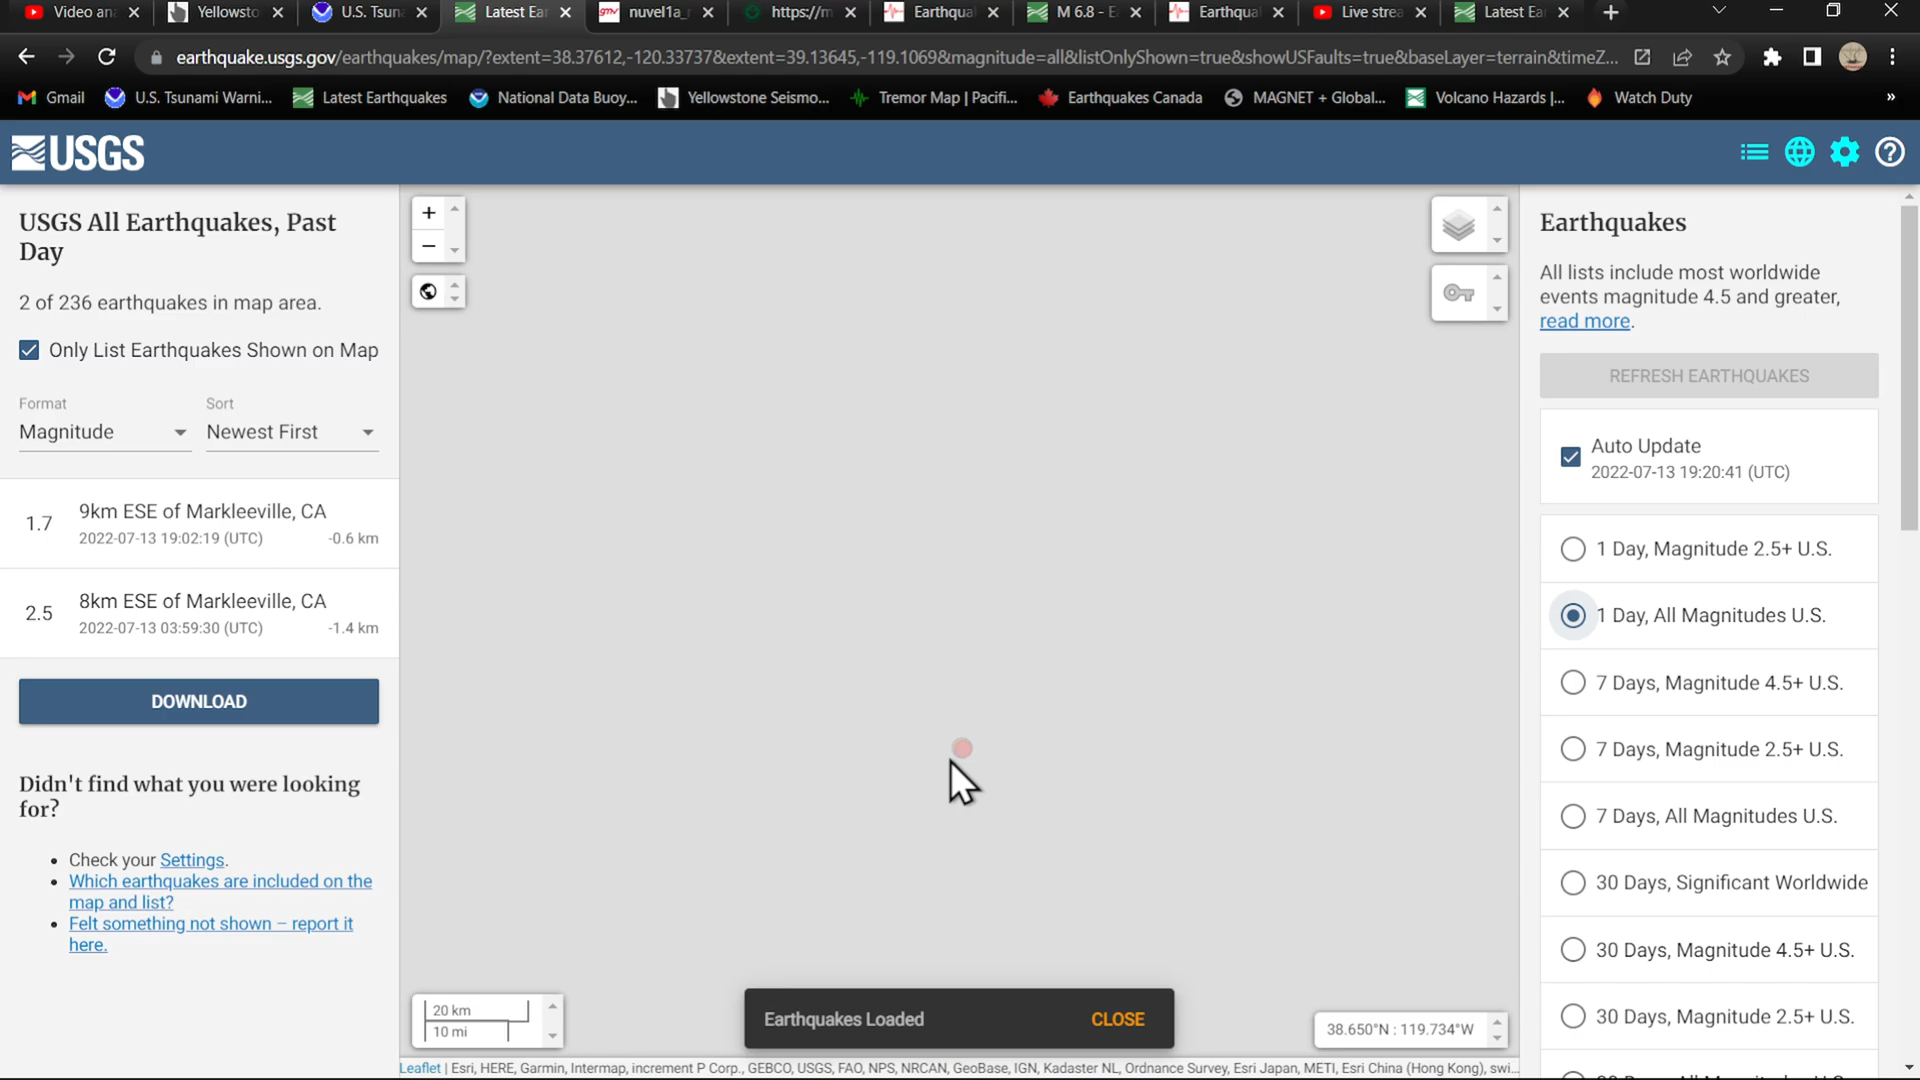 Video an
Yellowsto
U.S. Tsun
Latest Ear
nuvel1a_
https://m
Earthqua
M 6.8 - E
Earthqua
Live strea
Latest Ear
earthquake.usgs.gov/earthquakes/map/?extent=38.37612,-120.33737&extent=39.13645,-119.1069&magnitude=all&listOnlyShown=true&showUSFaults=true&baseLayer=terrain&timeZ...
Gmail
U.S. Tsunami Warni...
Latest Earthquakes
National Data Buoy...
Yellowstone Seismo...
Tremor Map | Pacifi...
Earthquakes Canada
MAGNET + Global...
Volcano Hazards |...
Watch Duty
»
USGS
USGS All Earthquakes, Past
Day
2 of 236 earthquakes in map area.
Only List Earthquakes Shown on Map
Format
Magnitude
Sort
Newest First
1.7
9km ESE of Markleeville, CA
2022-07-13 19:02:19 (UTC)
-0.6 km
2.5
8km ESE of Markleeville, CA
2022-07-13 03:59:30 (UTC)
-1.4 km
DOWNLOAD
Didn't find what you were looking
for?
• Check your Settings.
• Which earthquakes are included on the
map and list?
• Felt something not shown – report it
here.
+
−
20 km
10 mi
Earthquakes Loaded
CLOSE
38.650°N : 119.734°W
Leaflet | Esri, HERE, Garmin, Intermap, increment P Corp., GEBCO, USGS, FAO, NPS, NRCAN, GeoBase, IGN, Kadaster NL, Ordnance Survey, Esri Japan, METI, Esri China (Hong Kong), swi...
Earthquakes
All lists include most worldwide
events magnitude 4.5 and greater,
read more.
REFRESH EARTHQUAKES
Auto Update
2022-07-13 19:20:41 (UTC)
1 Day, Magnitude 2.5+ U.S.
1 Day, All Magnitudes U.S.
7 Days, Magnitude 4.5+ U.S.
7 Days, Magnitude 2.5+ U.S.
7 Days, All Magnitudes U.S.
30 Days, Significant Worldwide
30 Days, Magnitude 4.5+ U.S.
30 Days, Magnitude 2.5+ U.S.